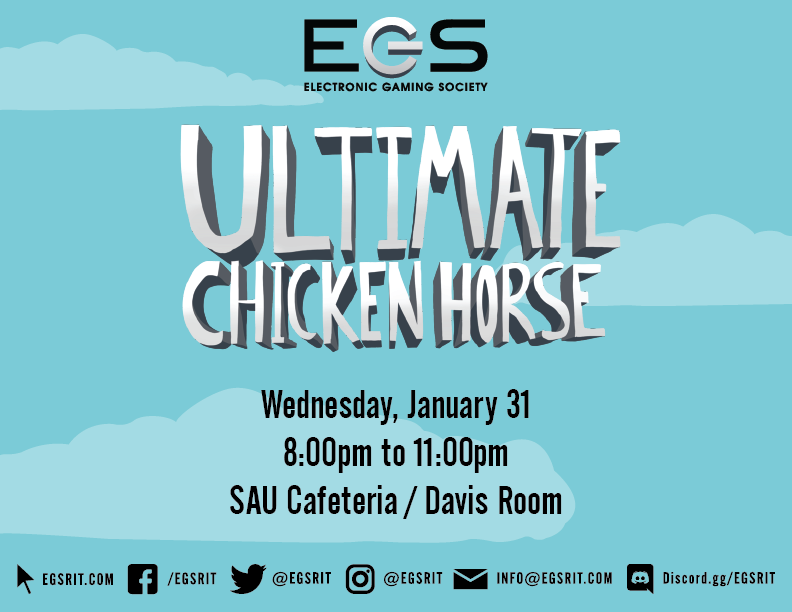 EGS
ELECTRONIC GAMING SOCIETY
ULTIMATE
CHICKEN HORSE
Wednesday, January 31
8:00pm to 11:00pm
SAU Cafeteria / Davis Room
EGSRIT.COM /EGSRIT @EGSRIT @EGSRIT INFO@EGSRIT.COM Discord.gg/EGSRIT